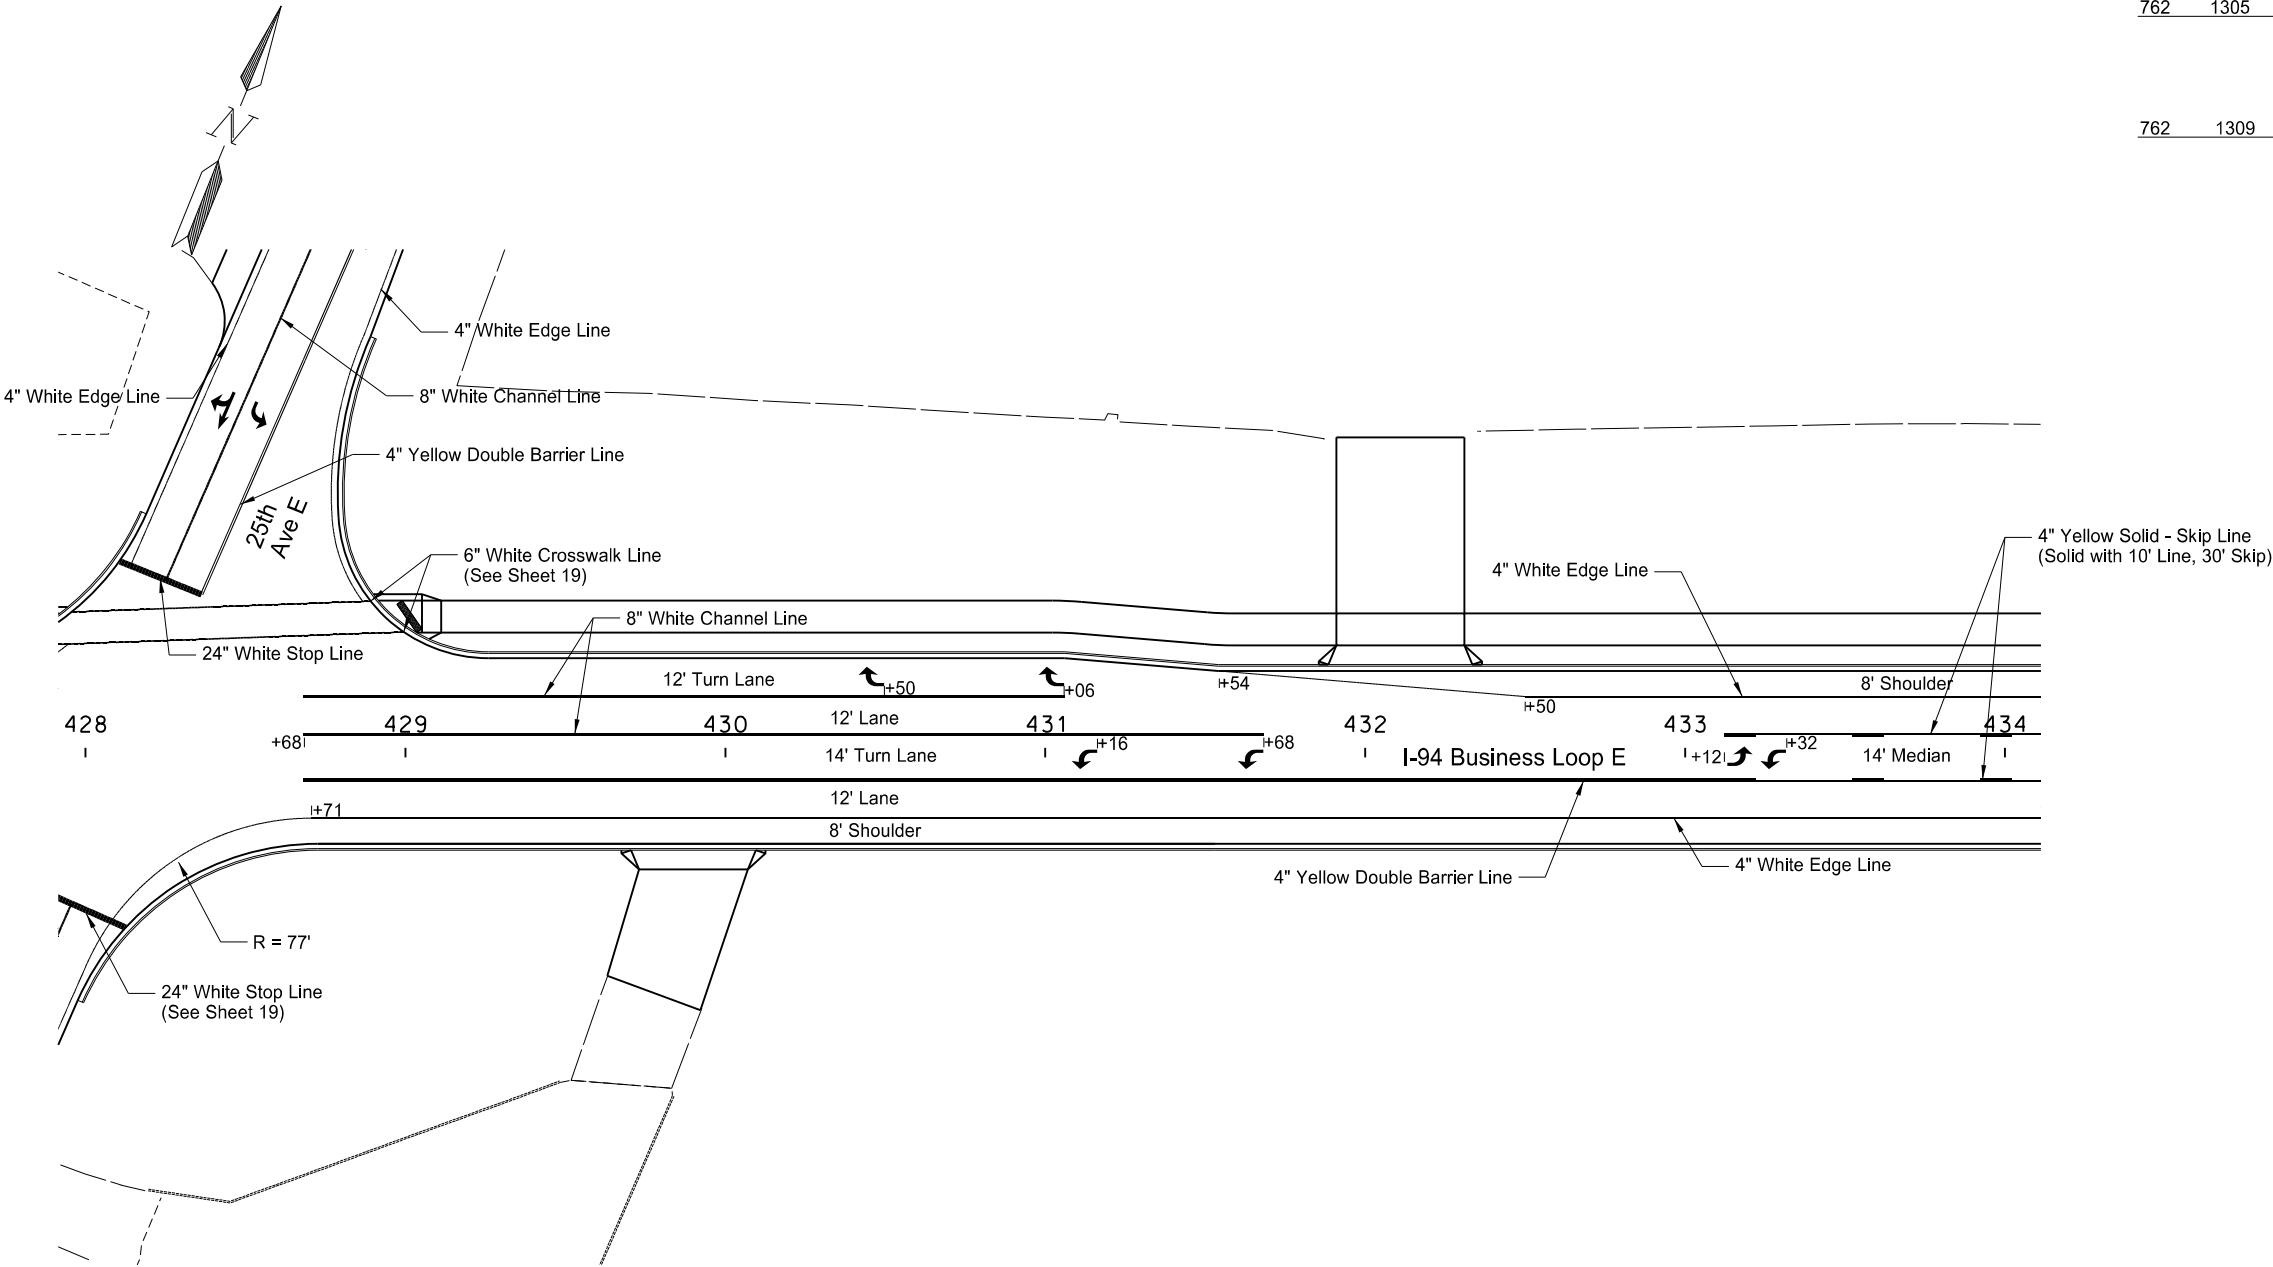 762 1305
762 1309
N
4" White Edge Line
4" White Edge Line
8" White Channel Line
4" Yellow Double Barrier Line
25th
Ave E
6" White Crosswalk Line
(See Sheet 19)
4" Yellow Solid - Skip Line
(Solid with 10' Line, 30' Skip)
4" White Edge Line
8" White Channel Line
24" White Stop Line
12' Turn Lane
+50
+06
+54
8' Shoulder
+50
428
429
430
12' Lane
431
432
433
434
+68
14' Turn Lane
+16
+68
I-94 Business Loop E
+12
+32
14' Median
12' Lane
+71
8' Shoulder
4" Yellow Double Barrier Line
4" White Edge Line
R = 77'
24" White Stop Line
(See Sheet 19)